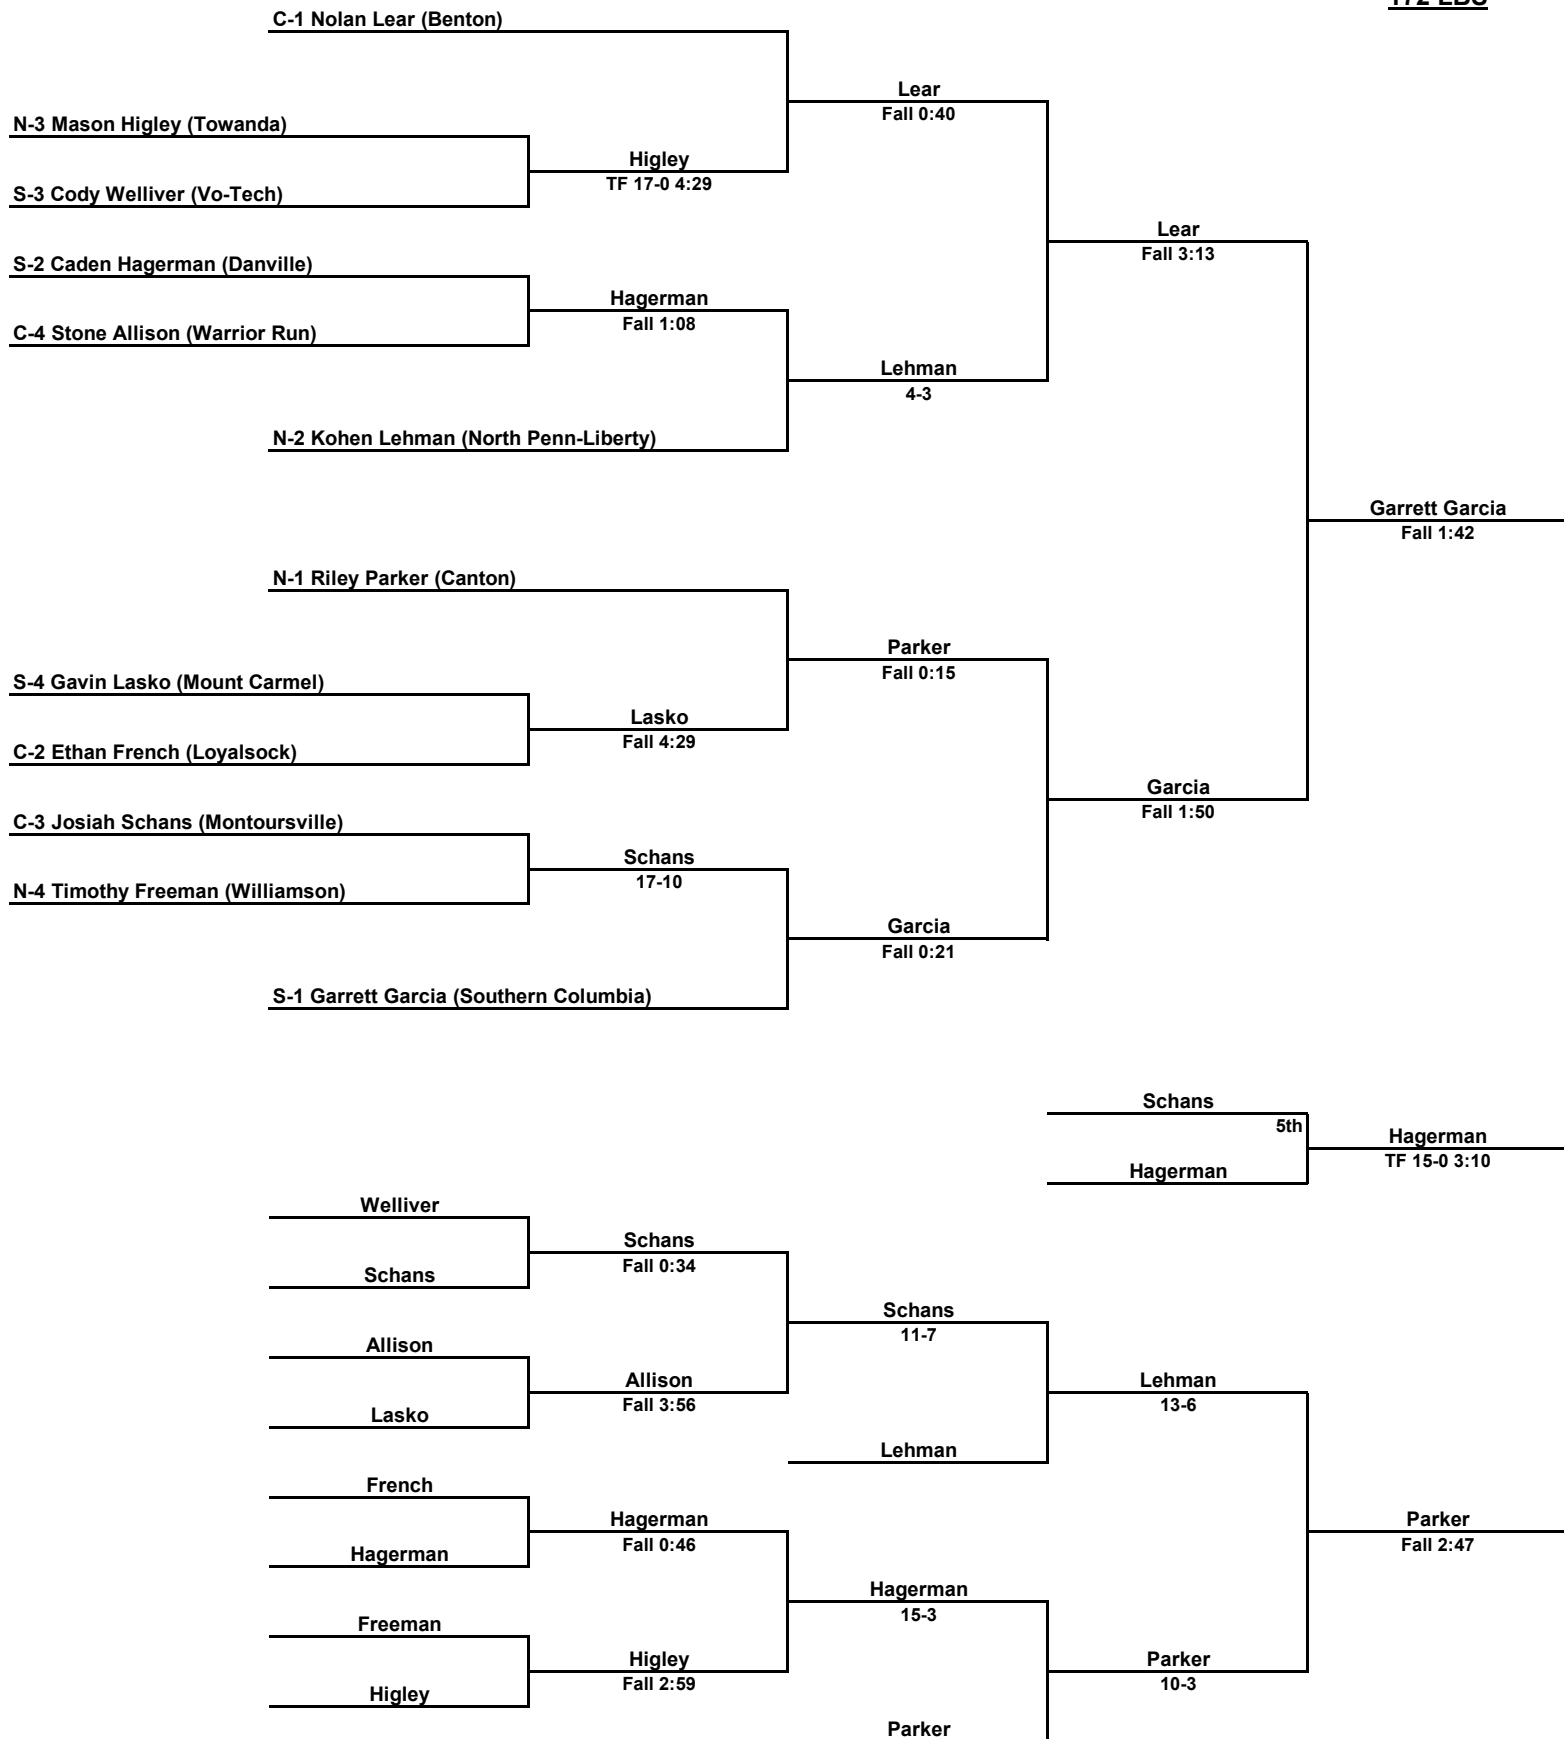 172 LBS
C-1 Nolan Lear (Benton)
Lear
Fall 0:40
N-3 Mason Higley (Towanda)
Higley
TF 17-0 4:29
S-3 Cody Welliver (Vo-Tech)
Lear
Fall 3:13
S-2 Caden Hagerman (Danville)
Hagerman
Fall 1:08
C-4 Stone Allison (Warrior Run)
Lehman
4-3
N-2 Kohen Lehman (North Penn-Liberty)
Garrett Garcia
Fall 1:42
N-1 Riley Parker (Canton)
Parker
Fall 0:15
S-4 Gavin Lasko (Mount Carmel)
Lasko
Fall 4:29
C-2 Ethan French (Loyalsock)
Garcia
Fall 1:50
C-3 Josiah Schans (Montoursville)
Schans
17-10
N-4 Timothy Freeman (Williamson)
Garcia
Fall 0:21
S-1 Garrett Garcia (Southern Columbia)
Schans
5th
Hagerman
TF 15-0 3:10
Hagerman
Welliver
Schans
Fall 0:34
Schans
Schans
11-7
Allison
Allison
Fall 3:56
Lehman
13-6
Lasko
Lehman
French
Hagerman
Fall 0:46
Parker
Fall 2:47
Hagerman
Hagerman
15-3
Freeman
Higley
Fall 2:59
Parker
10-3
Higley
Parker